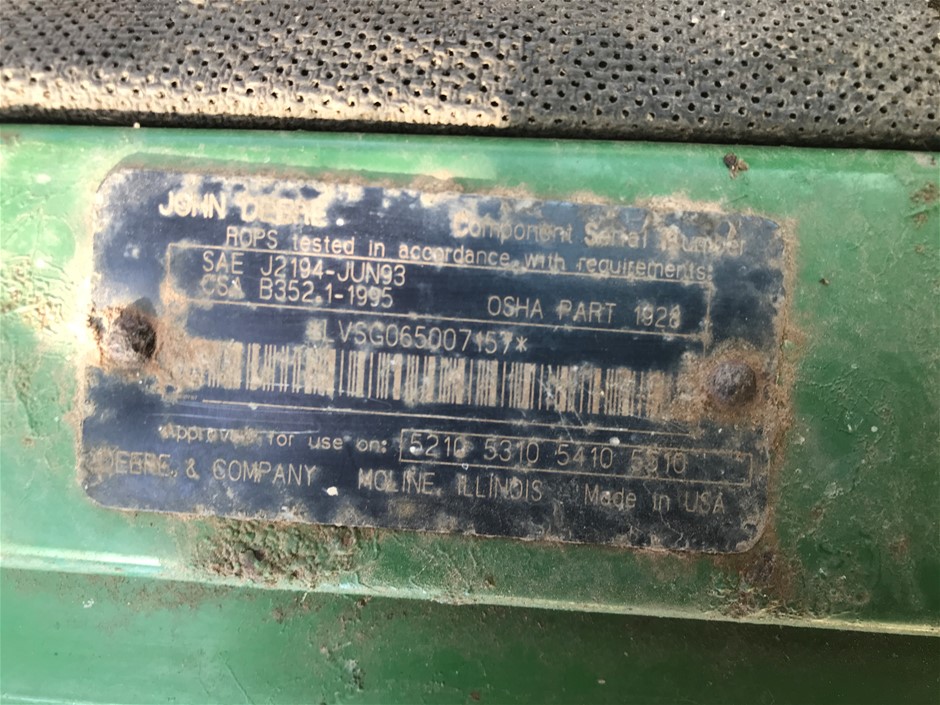 JOHN DEERE
Component Serial Number
ROPS tested in accordance with requirements:
SAE J2194-JUN93
CSA B352.1-1995
OSHA PART 1928
LVSG065007157*
Approved for use on: 5210 5310 5410 5510
DEERE & COMPANY MOLINE, ILLINOIS Made in USA